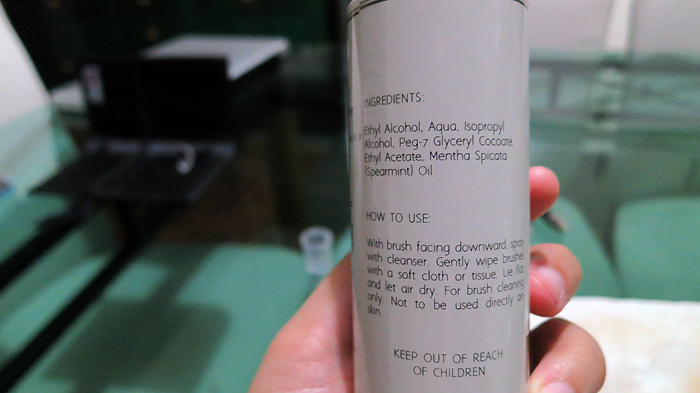 INGREDIENTS:
Ethyl Alcohol, Aqua, Isopropyl
Alcohol, Peg-7 Glyceryl Cocoate,
Ethyl Acetate, Mentha Spicata
(Spearmint) Oil
HOW TO USE:
With brush facing downward, spray
with cleanser. Gently wipe brushes
with a soft cloth or tissue. Lie flat
and let air dry. For brush cleaning
only. Not to be used directly on
skin.
KEEP OUT OF REACH
OF CHILDREN